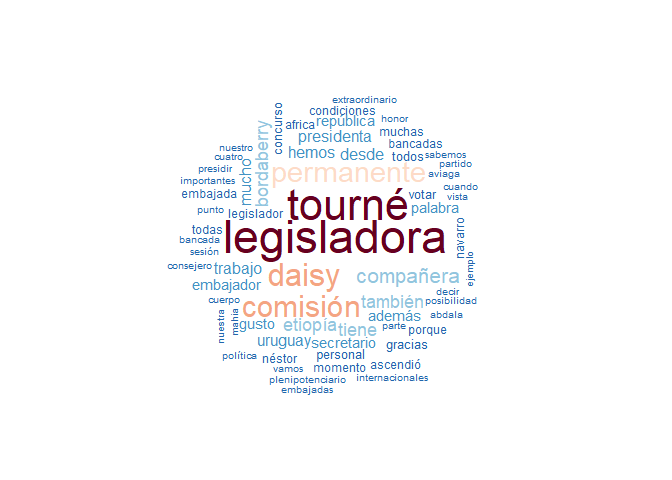 extraordinario
condiciones
concurso
africa república honor
presidenta muchas
bordaberry
bancadas
nuestro hemos desde todos sabemos
cuatro
mucho
partido
presidir
permanente aviaga
importantes
embajada tourné votar cuando
vista
punto legislador palabra
todas legisladora navarro
bancada
sesión
consejero trabajo daisy compañera ejemplo
embajador
decir
cuerpo comisión también posibilidad
nuestra
mahía
gusto etiopía tiene además abdala
parte porque
uruguay secretario gracias
política néstor personal
vamos momento ascendió
plenipotenciario internacionales
embajadas